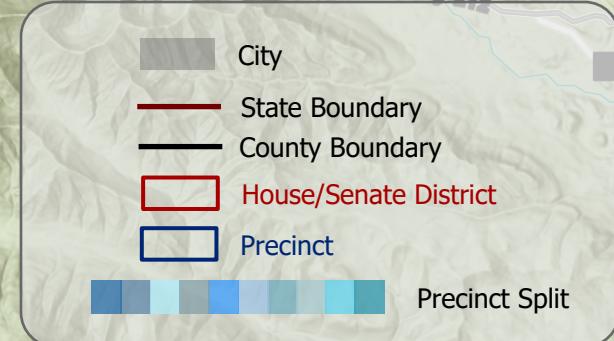 City
State Boundary
County Boundary
House/Senate District
Precinct
Precinct Split